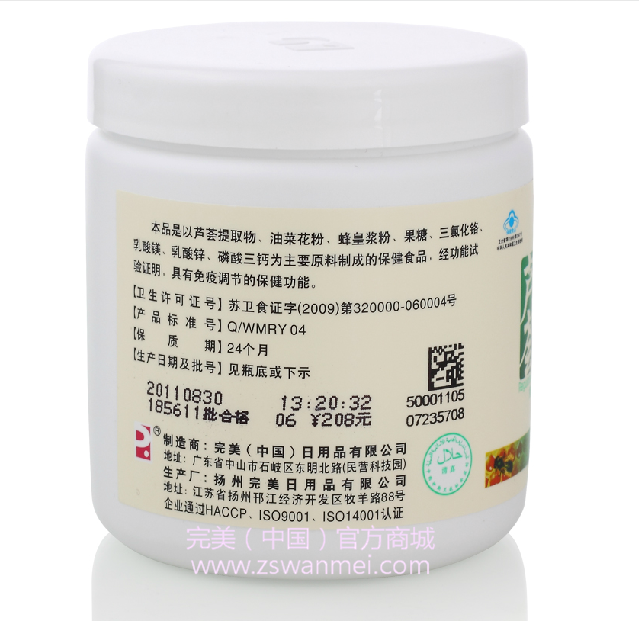 本品是以芦荟提取物、油菜花粉、蜂皇浆粉、果糖、三氯化铬、
乳酸镁、乳酸锌、磷酸三钙为主要原料制成的保健食品，经功能试
验证明，具有免疫调节的保健功能。
【卫生许可证号】苏卫食证字(2009)第320000-060004号
【产品标准号】Q/WMRY 04
【保质期】24个月
【生产日期及批号】见瓶底或下示
20110830 13:20:32
185611批合格 06 ¥208元
50001105
07235708
®制造商：完美（中国）日用品有限公司
地址：广东省中山市石岐区东明北路(民营科技园)
生产厂：扬州完美日用品有限公司
地址：江苏省扬州邗江经济开发区牧羊路88号
企业通过HACCP、ISO9001、ISO14001认证
حلال
清真
完美（中国）官方商城
www.zswanmei.com